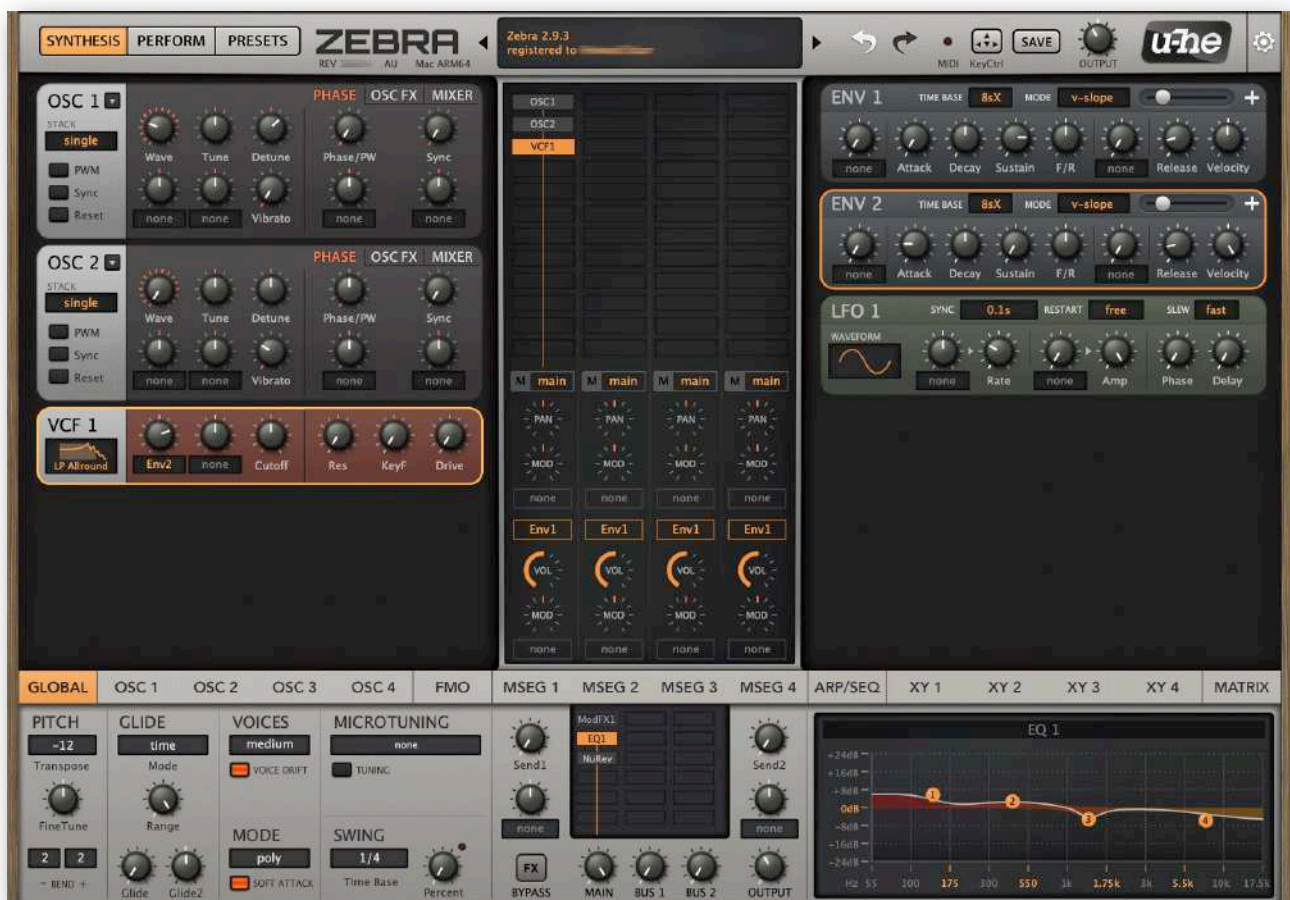 SYNTHESIS PERFORM PRESETS ZEBRA Zebra 2.9.3 SAVE u-he
registered to
REV AU Mac ARM64 MIDI KeyCtrl OUTPUT
OSC 1 PHASE OSC FX MIXER
STACK
single
Wave Tune Detune Phase/PW Sync
PWM
Sync
Reset none none Vibrato none none
OSC 2 PHASE OSC FX MIXER
STACK
single
Wave Tune Detune Phase/PW Sync
PWM
Sync
Reset none none Vibrato none none
VCF 1
LP Allround Env2 none Cutoff Res KeyF Drive
OSC1
OSC2
VCF1
M main M main M main M main
PAN PAN PAN PAN
MOD MOD MOD MOD
none none none none
Env1 Env1 Env1 Env1
VOL VOL VOL VOL
MOD MOD MOD MOD
none none none none
ENV 1 TIME BASE 8sX MODE v-slope +
none Attack Decay Sustain F/R none Release Velocity
ENV 2 TIME BASE 8sX MODE v-slope +
none Attack Decay Sustain F/R none Release Velocity
LFO 1 SYNC 0.1s RESTART free SLEW fast
WAVEFORM
none Rate none Amp Phase Delay
GLOBAL OSC 1 OSC 2 OSC 3 OSC 4 FMO MSEG 1 MSEG 2 MSEG 3 MSEG 4 ARP/SEQ XY 1 XY 2 XY 3 XY 4 MATRIX
PITCH GLIDE VOICES MICROTUNING
-12 time medium none
Transpose Mode VOICE DRIFT TUNING
FineTune Range
MODE SWING
2 2 poly 1/4
- BEND + Glide Glide2 SOFT ATTACK Time Base Percent
ModFX1
EQ1
NuRev
Send1 Send2
none none
FX
BYPASS MAIN BUS 1 BUS 2 OUTPUT
EQ 1
+24dB
+16dB
+8dB
0dB
-8dB
-16dB
-24dB
1 2 3 4
Hz 55 100 175 300 550 1k 1.75k 3k 5.5k 10k 17.5k